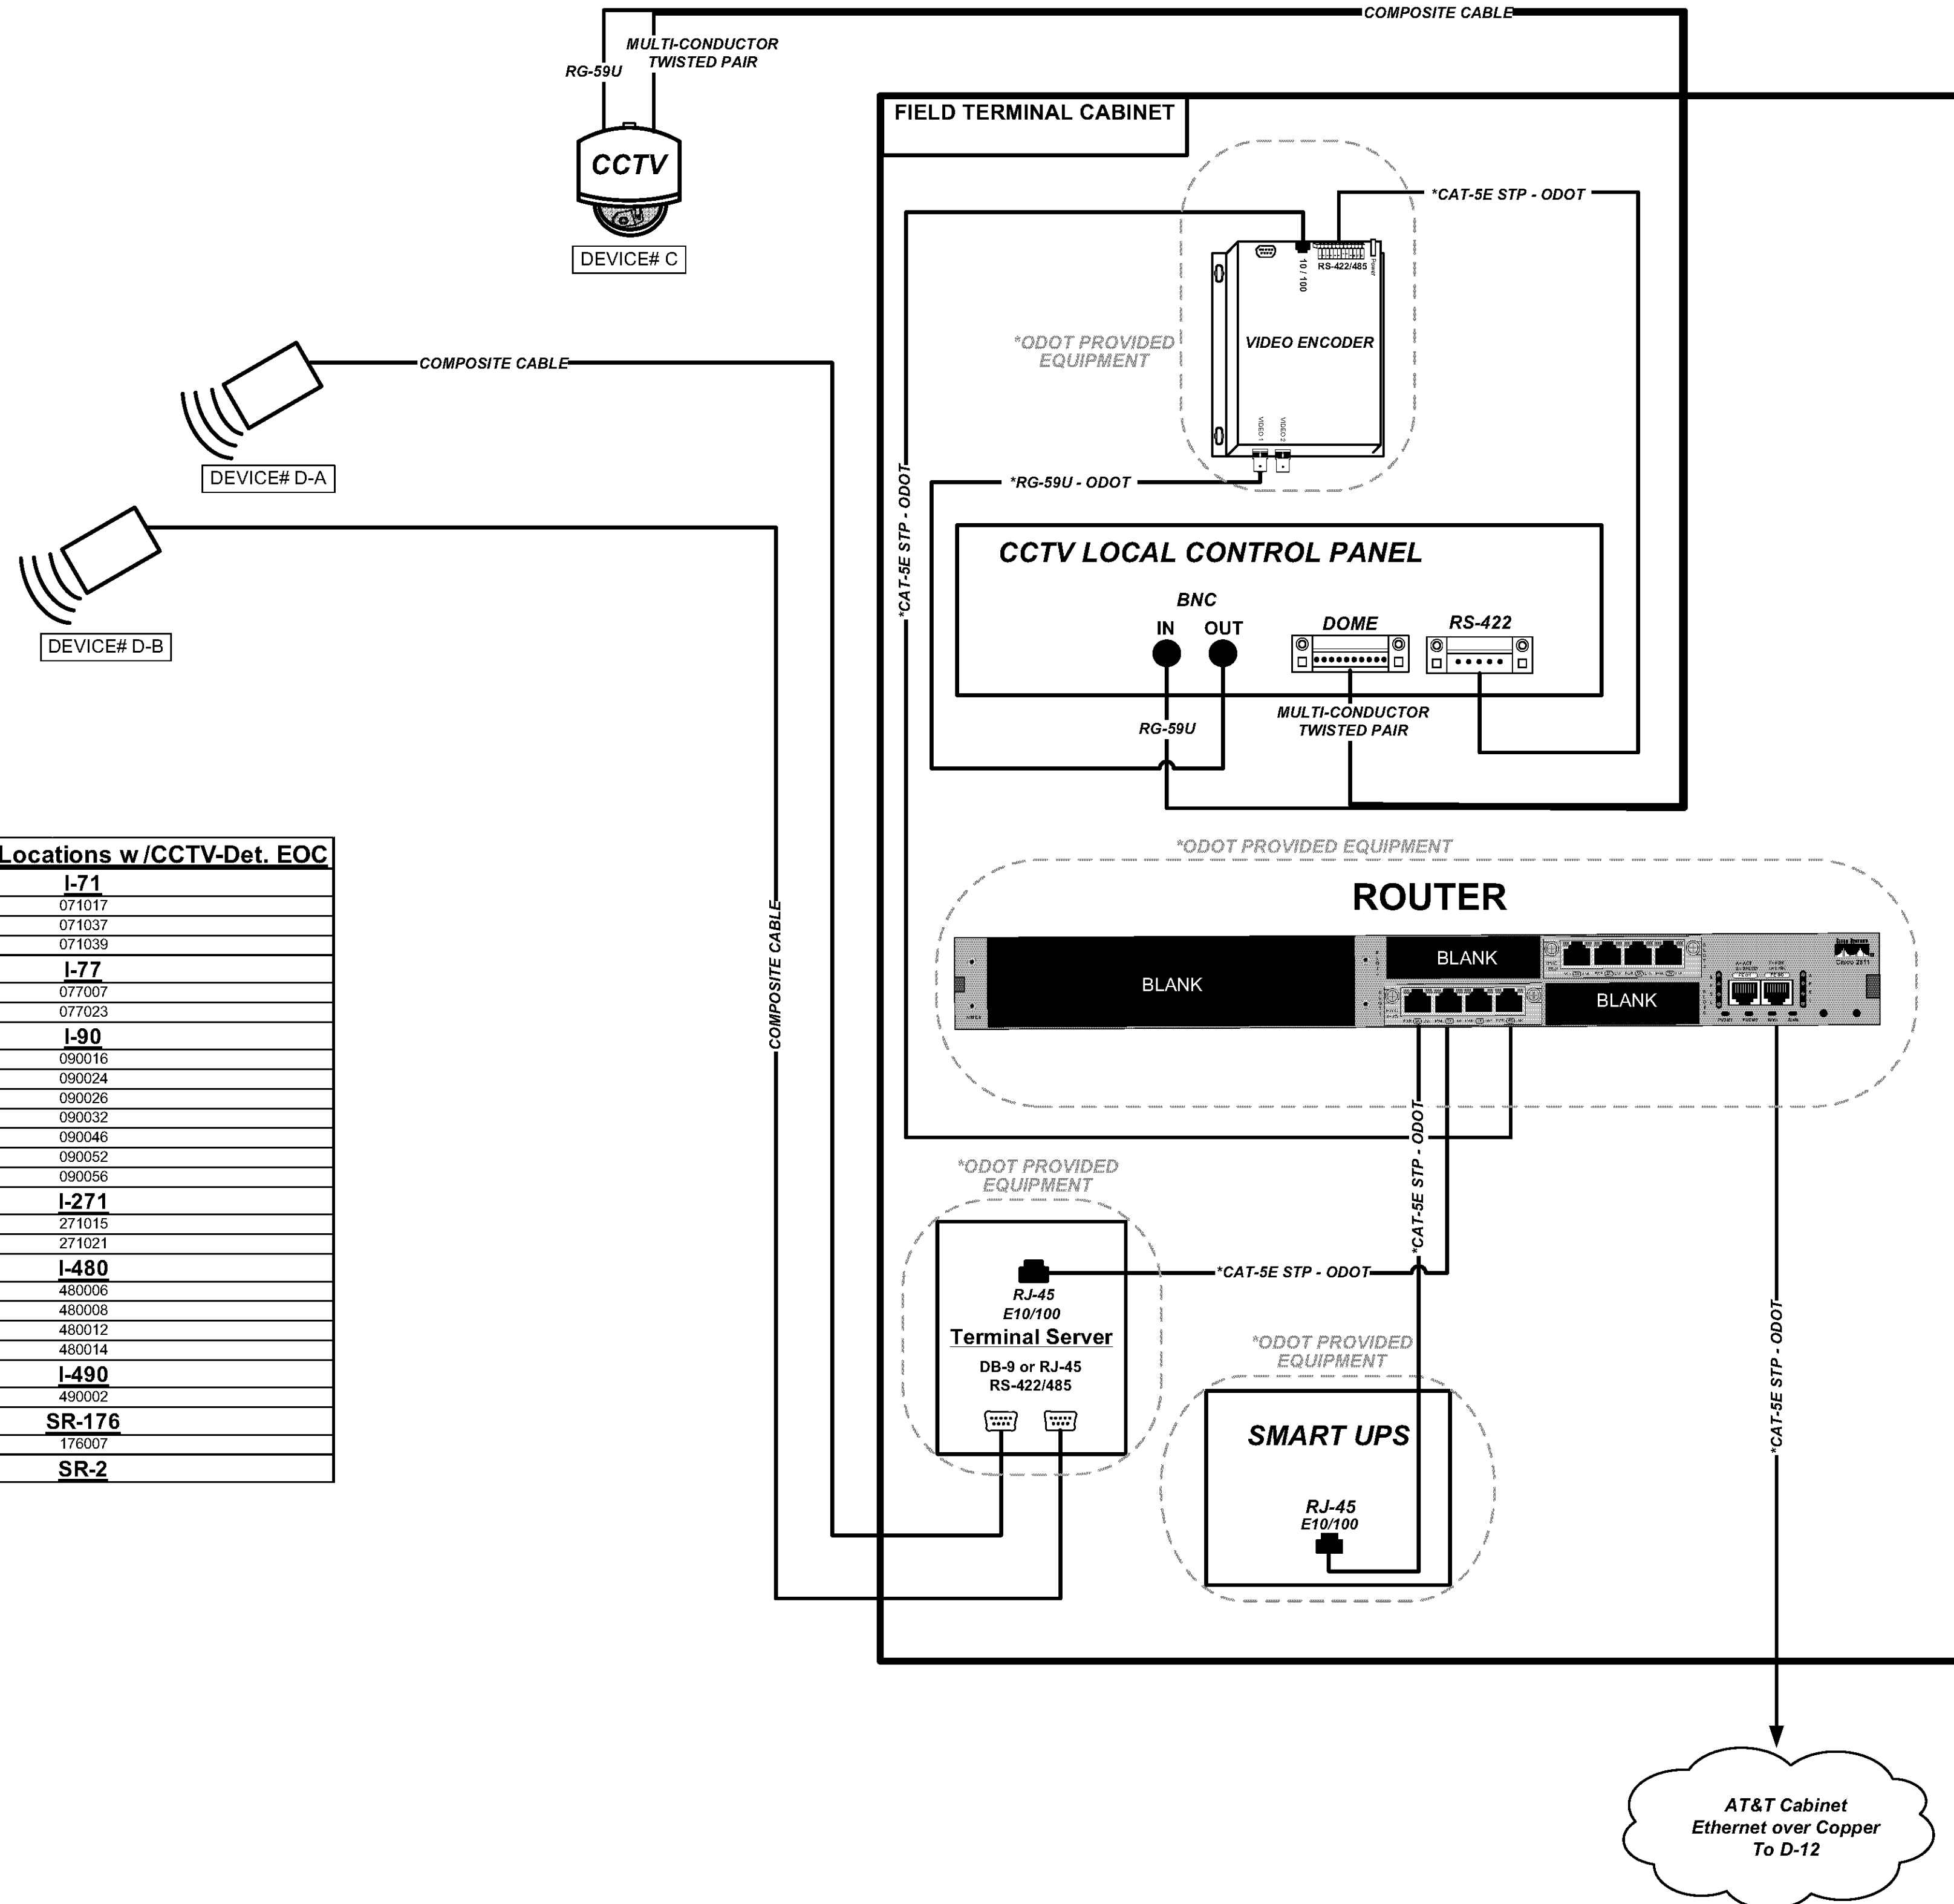 COMPOSITE CABLE
MULTI-CONDUCTOR
TWISTED PAIR
RG-59U
CCTV
DEVICE# C
FIELD TERMINAL CABINET
*CAT-5E STP - ODOT
10 / 100
RS-422/485
Power
*ODOT PROVIDED
EQUIPMENT
VIDEO ENCODER
VIDEO 1
VIDEO 2
COMPOSITE CABLE
DEVICE# D-A
DEVICE# D-B
*RG-59U - ODOT
*CAT-5E STP - ODOT
CCTV LOCAL CONTROL PANEL
BNC
IN
OUT
DOME
RS-422
RG-59U
MULTI-CONDUCTOR
TWISTED PAIR
COMPOSITE CABLE
Locations w/CCTV-Det. EOC
I-71
071017
071037
071039
I-77
077007
077023
I-90
090016
090024
090026
090032
090046
090052
090056
I-271
271015
271021
I-480
480006
480008
480012
480014
I-490
490002
SR-176
176007
SR-2
*ODOT PROVIDED EQUIPMENT
ROUTER
BLANK
BLANK
BLANK
*CAT-5E STP - ODOT
*ODOT PROVIDED
EQUIPMENT
*CAT-5E STP - ODOT
RJ-45
E10/100
Terminal Server
DB-9 or RJ-45
RS-422/485
*ODOT PROVIDED
EQUIPMENT
SMART UPS
RJ-45
E10/100
*CAT-5E STP - ODOT
AT&T Cabinet
Ethernet over Copper
To D-12